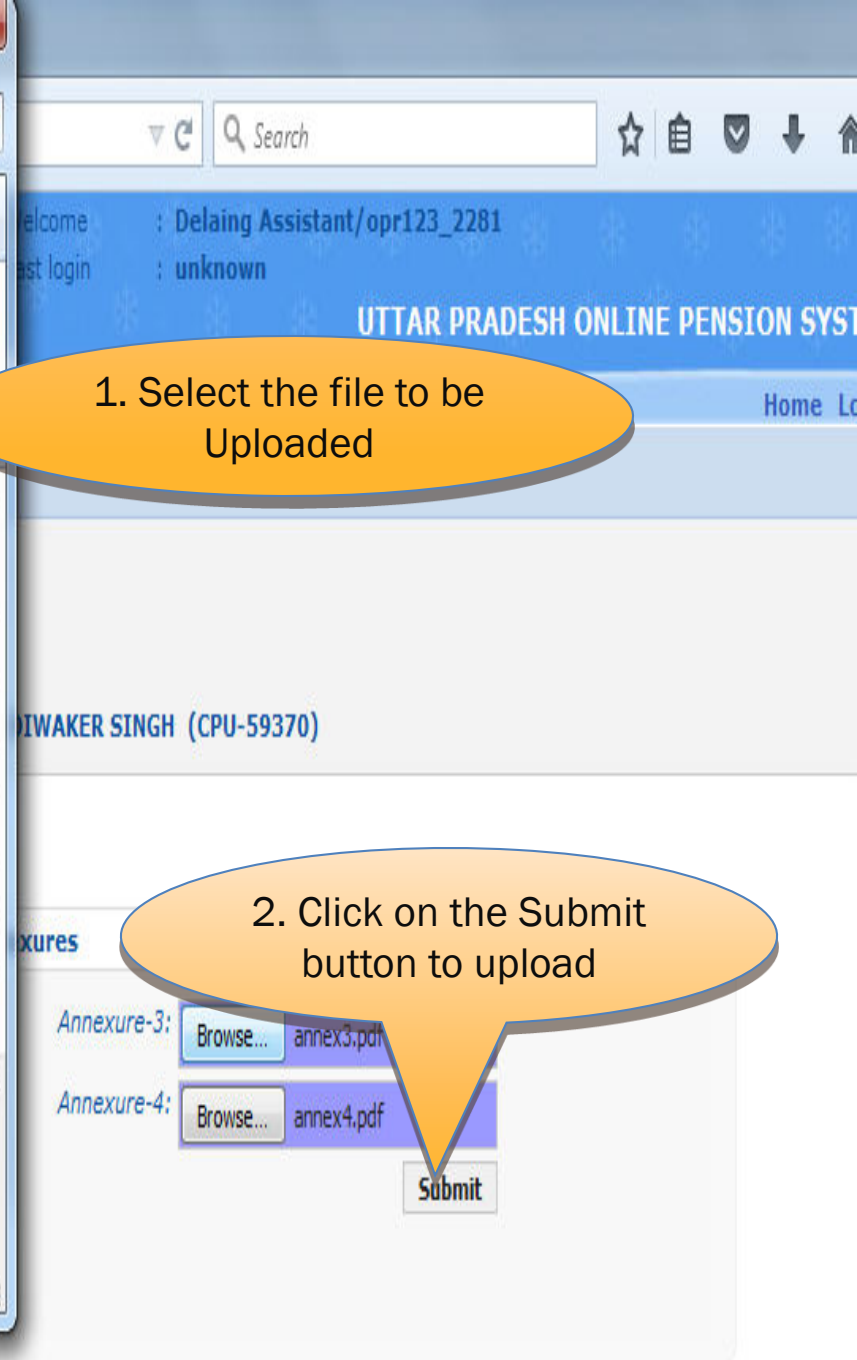 Search
elcome : Delaing Assistant/opr123_2281
ast login : unknown
UTTAR PRADESH ONLINE PENSION SYST
1. Select the file to be
Uploaded
Home Lo
DIWAKER SINGH (CPU-59370)
2. Click on the Submit
button to upload
xures
Annexure-3: Browse... annex3.pdf
Annexure-4: Browse... annex4.pdf
Submit